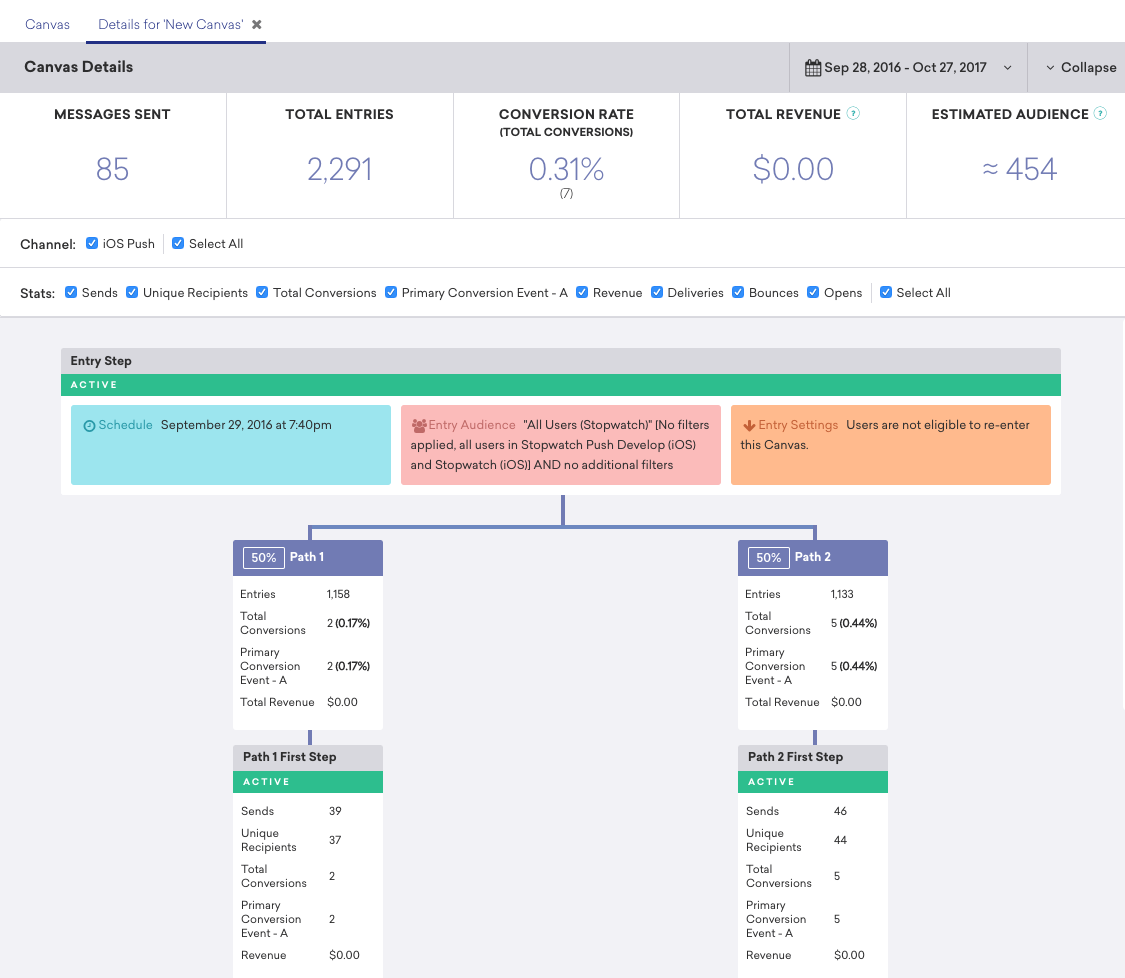 Canvas
Details for 'New Canvas' ✖
Canvas Details
Sep 28, 2016 - Oct 27, 2017
Collapse
MESSAGES SENT
85
TOTAL ENTRIES
2,291
CONVERSION RATE
(TOTAL CONVERSIONS)
0.31%
(7)
TOTAL REVENUE ?
$0.00
ESTIMATED AUDIENCE ?
≈ 454
Channel: iOS Push Select All
Stats: Sends Unique Recipients Total Conversions Primary Conversion Event - A Revenue Deliveries Bounces Opens Select All
Entry Step
ACTIVE
Schedule September 29, 2016 at 7:40pm
Entry Audience "All Users (Stopwatch)" [No filters
applied, all users in Stopwatch Push Develop (iOS)
and Stopwatch (iOS)] AND no additional filters
Entry Settings Users are not eligible to re-enter
this Canvas.
50% Path 1
Entries 1,158
Total
Conversions 2 (0.17%)
Primary
Conversion 2 (0.17%)
Event - A
Total Revenue $0.00
Path 1 First Step
ACTIVE
Sends 39
Unique
Recipients 37
Total
Conversions 2
Primary
Conversion 2
Event - A
Revenue $0.00
50% Path 2
Entries 1,133
Total
Conversions 5 (0.44%)
Primary
Conversion 5 (0.44%)
Event - A
Total Revenue $0.00
Path 2 First Step
ACTIVE
Sends 46
Unique
Recipients 44
Total
Conversions 5
Primary
Conversion 5
Event - A
Revenue $0.00